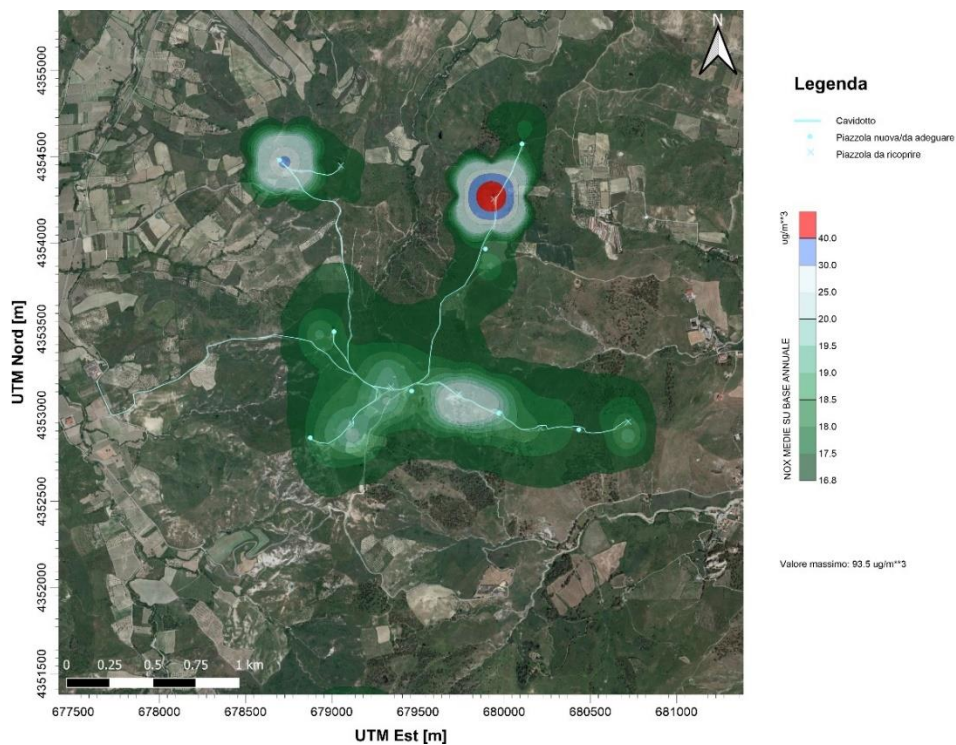 N
4355000
4354500
4354000
4353500
4353000
4352500
4352000
4351500
UTM Nord [m]
0 0.25 0.5 0.75 1 km
677500 678000 678500 679000 679500 680000 680500 681000
UTM Est [m]
Legenda
Cavidotto
Piazzola nuova/da adeguare
Piazzola da ricoprire
ug/m**3
40.0
30.0
25.0
20.0
19.5
19.0
18.5
18.0
17.5
16.8
NOX MEDIE SU BASE ANNUALE
Valore massimo: 93.5 ug/m**3